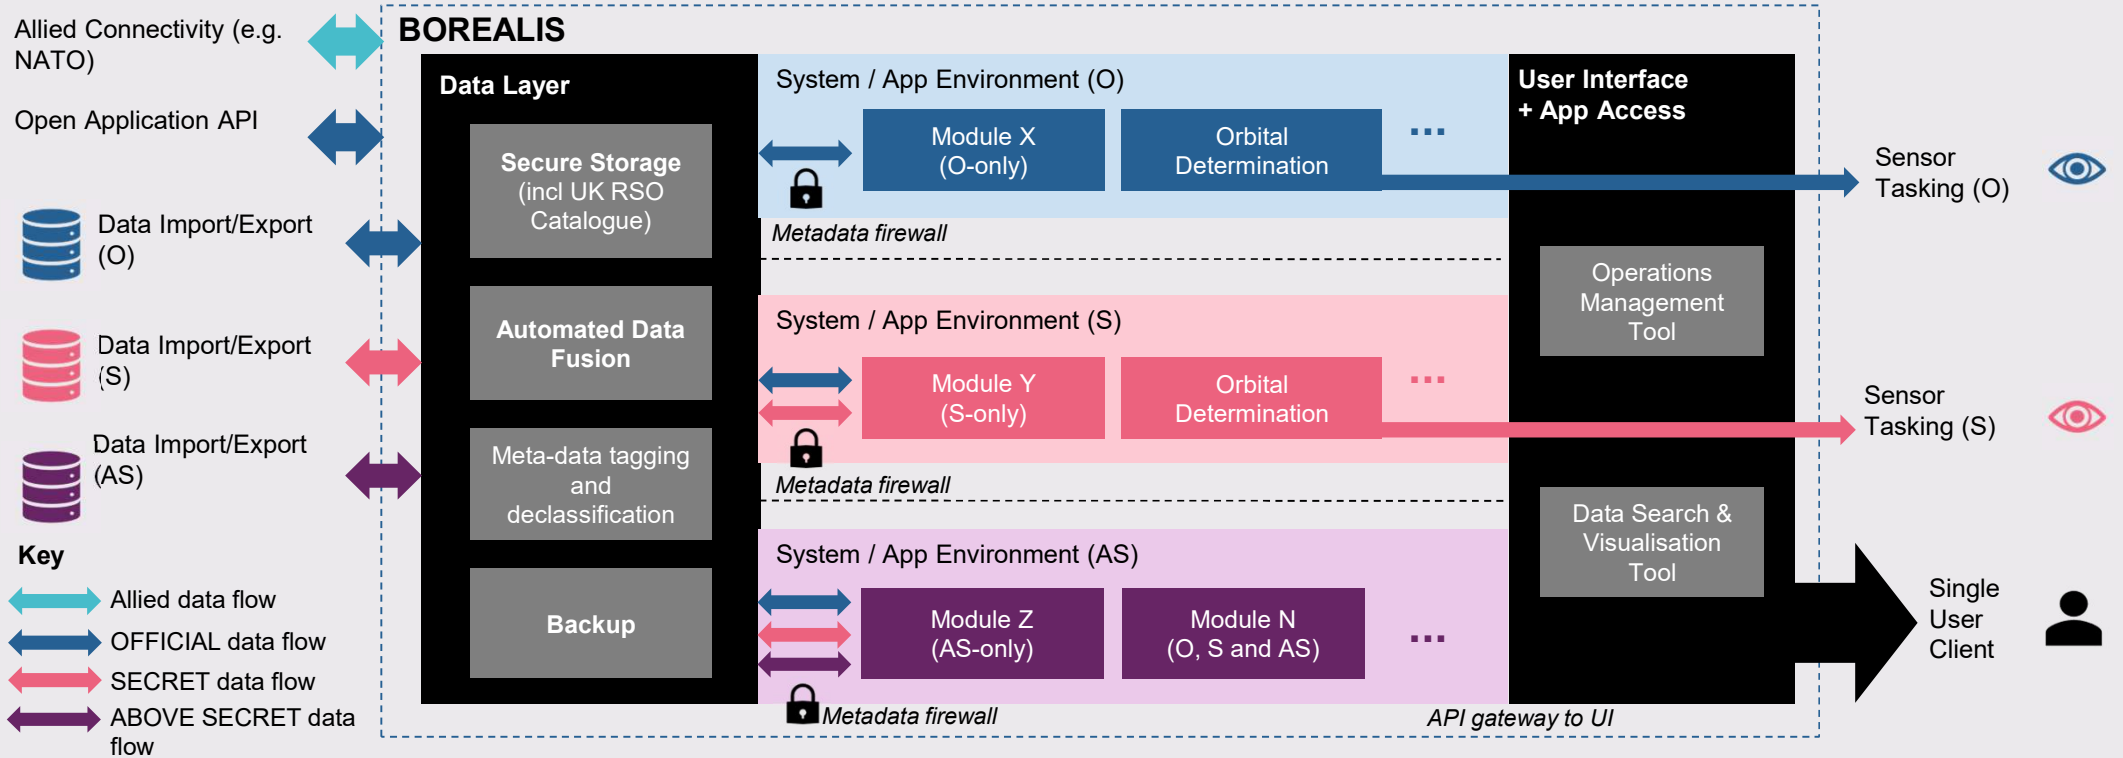 Allied Connectivity (e.g.
NATO)
Open Application API
Data Import/Export
(O)
Data Import/Export
(S)
Data Import/Export
(AS)
Key
Allied data flow
OFFICIAL data flow
SECRET data flow
ABOVE SECRET data
flow
BOREALIS
Data Layer
Secure Storage
(incl UK RSO
Catalogue)
Automated Data
Fusion
Meta-data tagging
and
declassification
Backup
System / App Environment (O)
Module X
(O-only)
Orbital
Determination
...
Metadata firewall
System / App Environment (S)
Module Y
(S-only)
Orbital
Determination
...
Metadata firewall
System / App Environment (AS)
Module Z
(AS-only)
Module N
(O, S and AS)
...
Metadata firewall
API gateway to UI
User Interface
+ App Access
Operations
Management
Tool
Data Search &
Visualisation
Tool
Sensor
Tasking (O)
Sensor
Tasking (S)
Single
User
Client